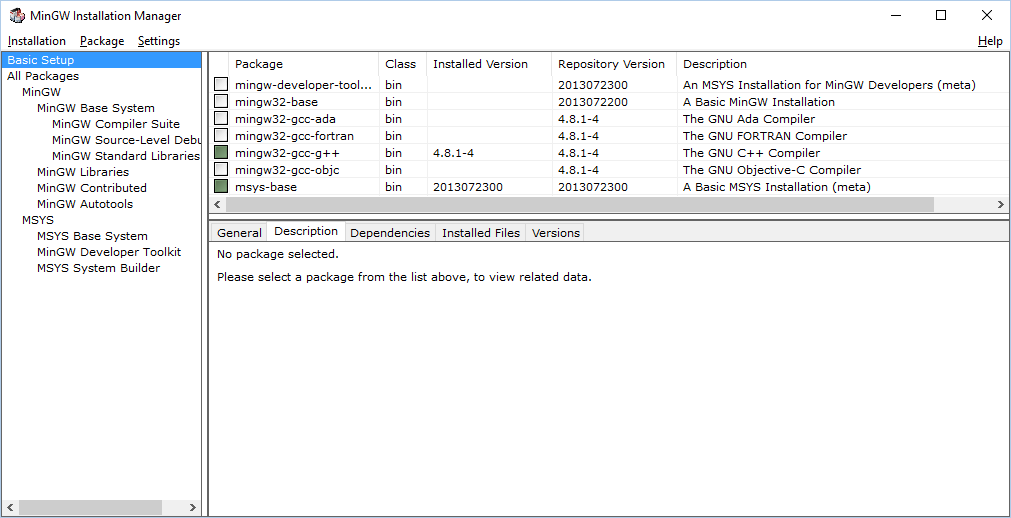 MinGW Installation Manager
Installation Package Settings Help
Basic Setup
All Packages
MinGW
MinGW Base System
MinGW Compiler Suite
MinGW Source-Level Debu
MinGW Standard Libraries
MinGW Libraries
MinGW Contributed
MinGW Autotools
MSYS
MSYS Base System
MinGW Developer Toolkit
MSYS System Builder
Package Class Installed Version Repository Version Description
mingw-developer-tool... bin 2013072300 An MSYS Installation for MinGW Developers (meta)
mingw32-base bin 2013072200 A Basic MinGW Installation
mingw32-gcc-ada bin 4.8.1-4 The GNU Ada Compiler
mingw32-gcc-fortran bin 4.8.1-4 The GNU FORTRAN Compiler
mingw32-gcc-g++ bin 4.8.1-4 4.8.1-4 The GNU C++ Compiler
mingw32-gcc-objc bin 4.8.1-4 The GNU Objective-C Compiler
msys-base bin 2013072300 2013072300 A Basic MSYS Installation (meta)
General Description Dependencies Installed Files Versions
No package selected.
Please select a package from the list above, to view related data.